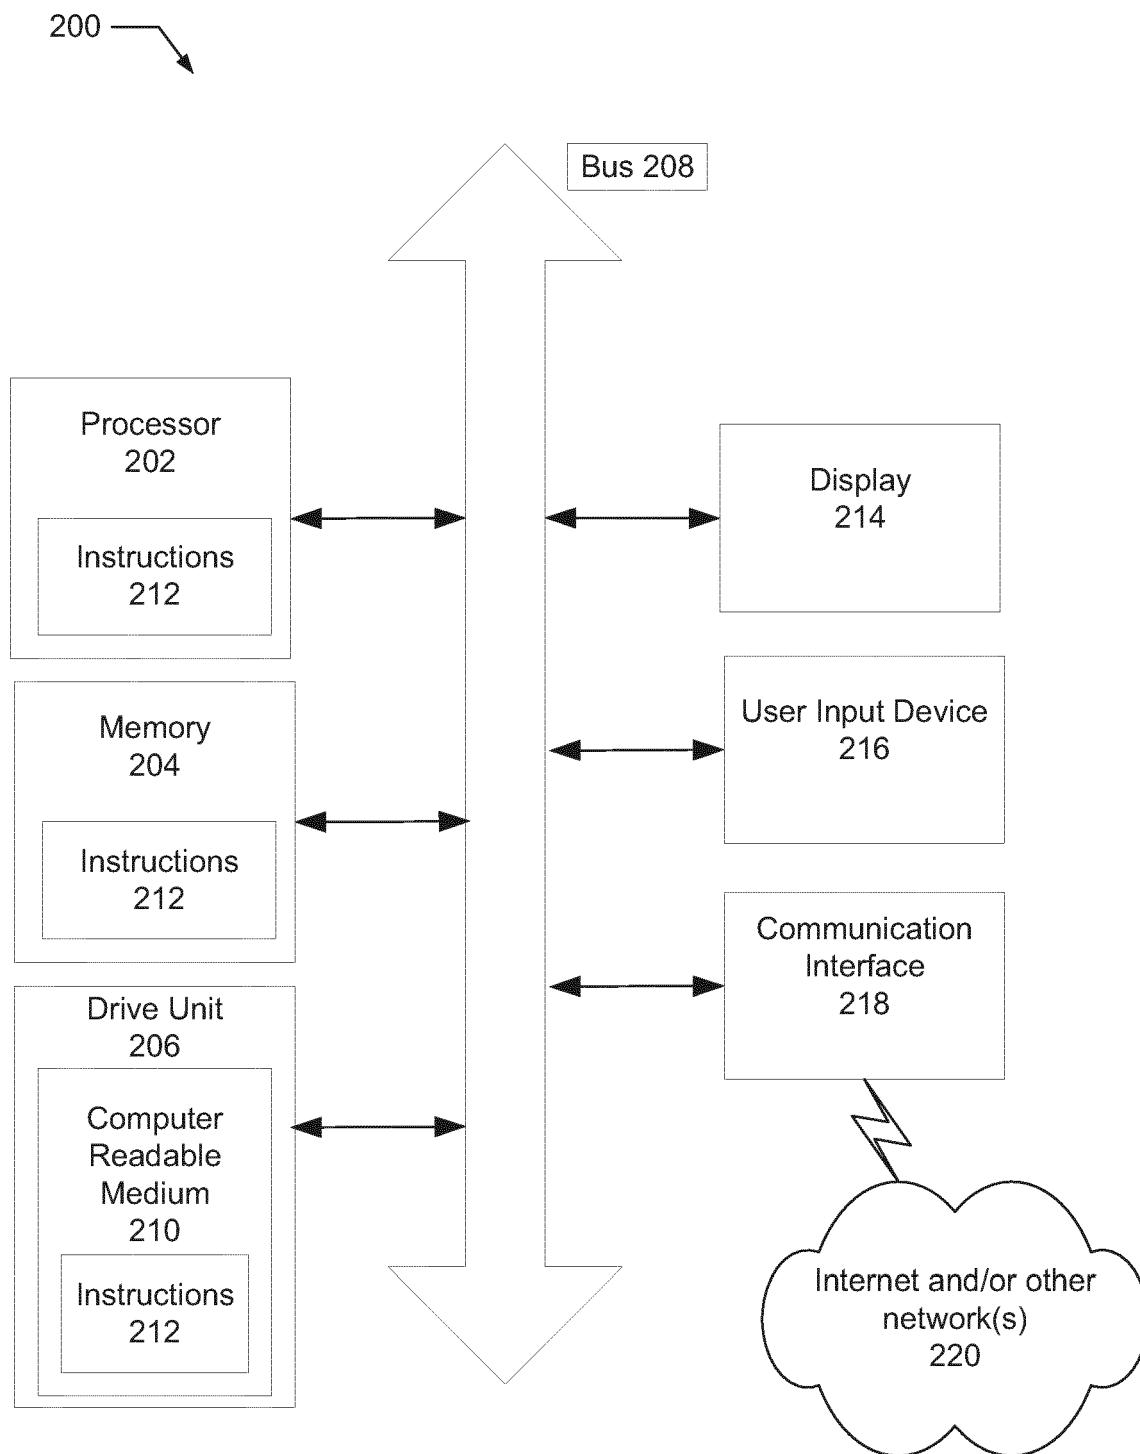 200
Bus 208
Processor
202
Instructions
212
Memory
204
Instructions
212
Drive Unit
206
Computer
Readable
Medium
210
Instructions
212
Display
214
User Input Device
216
Communication
Interface
218
Internet and/or other
network(s)
220